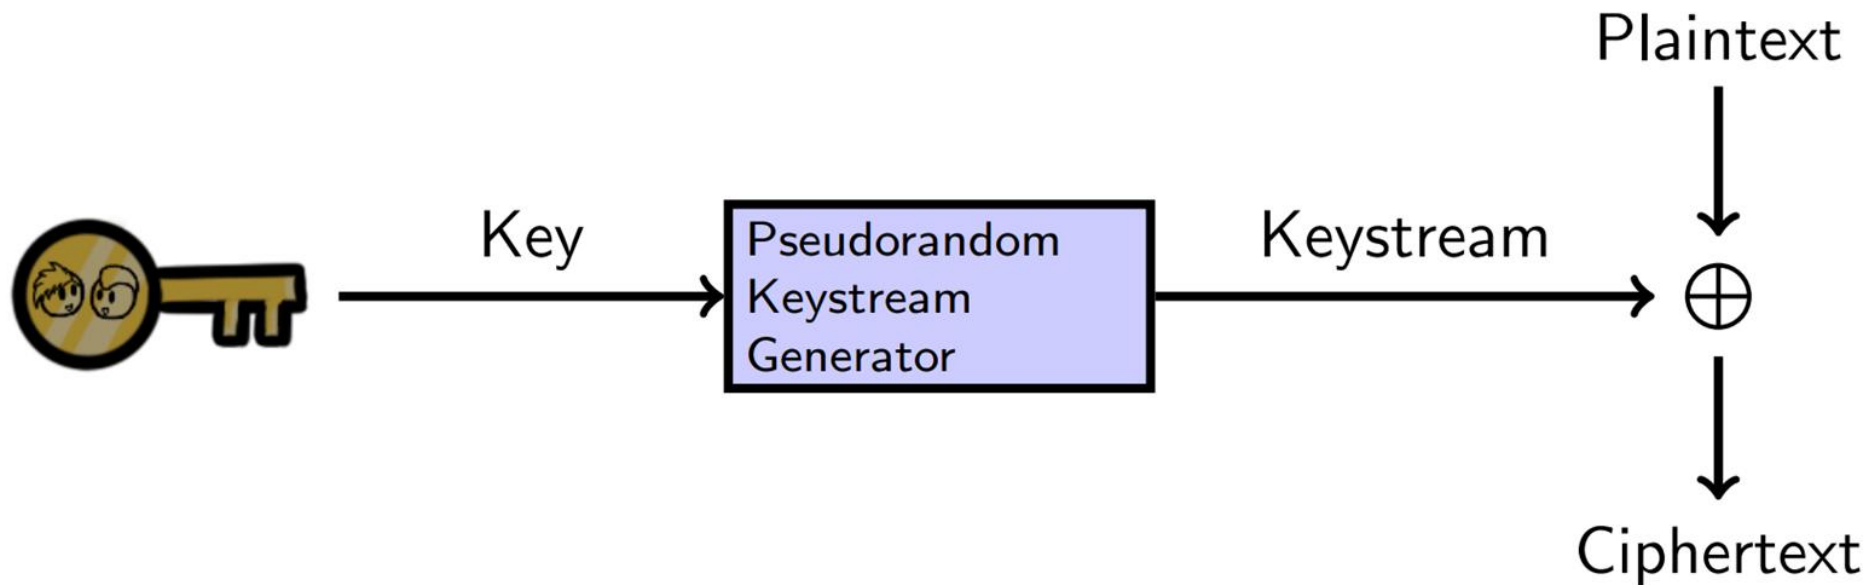 Plaintext
Key
Pseudorandom
Keystream
Generator
Keystream
Ciphertext